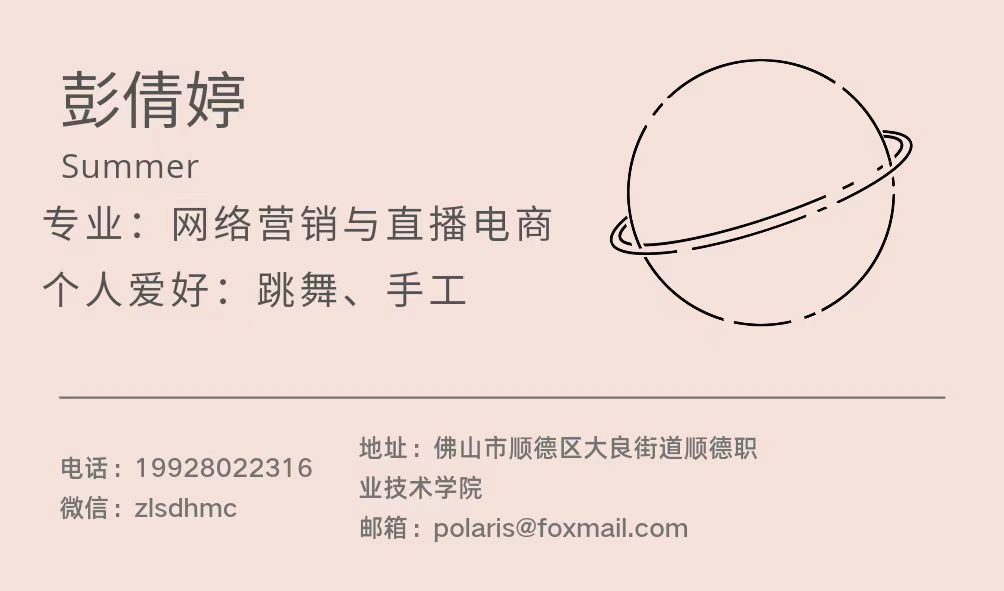 彭倩婷
Summer
专业：网络营销与直播电商
个人爱好：跳舞、手工
电话：19928022316
微信：zlsdhmc
地址：佛山市顺德区大良街道顺德职
业技术学院
邮箱：polaris@foxmail.com